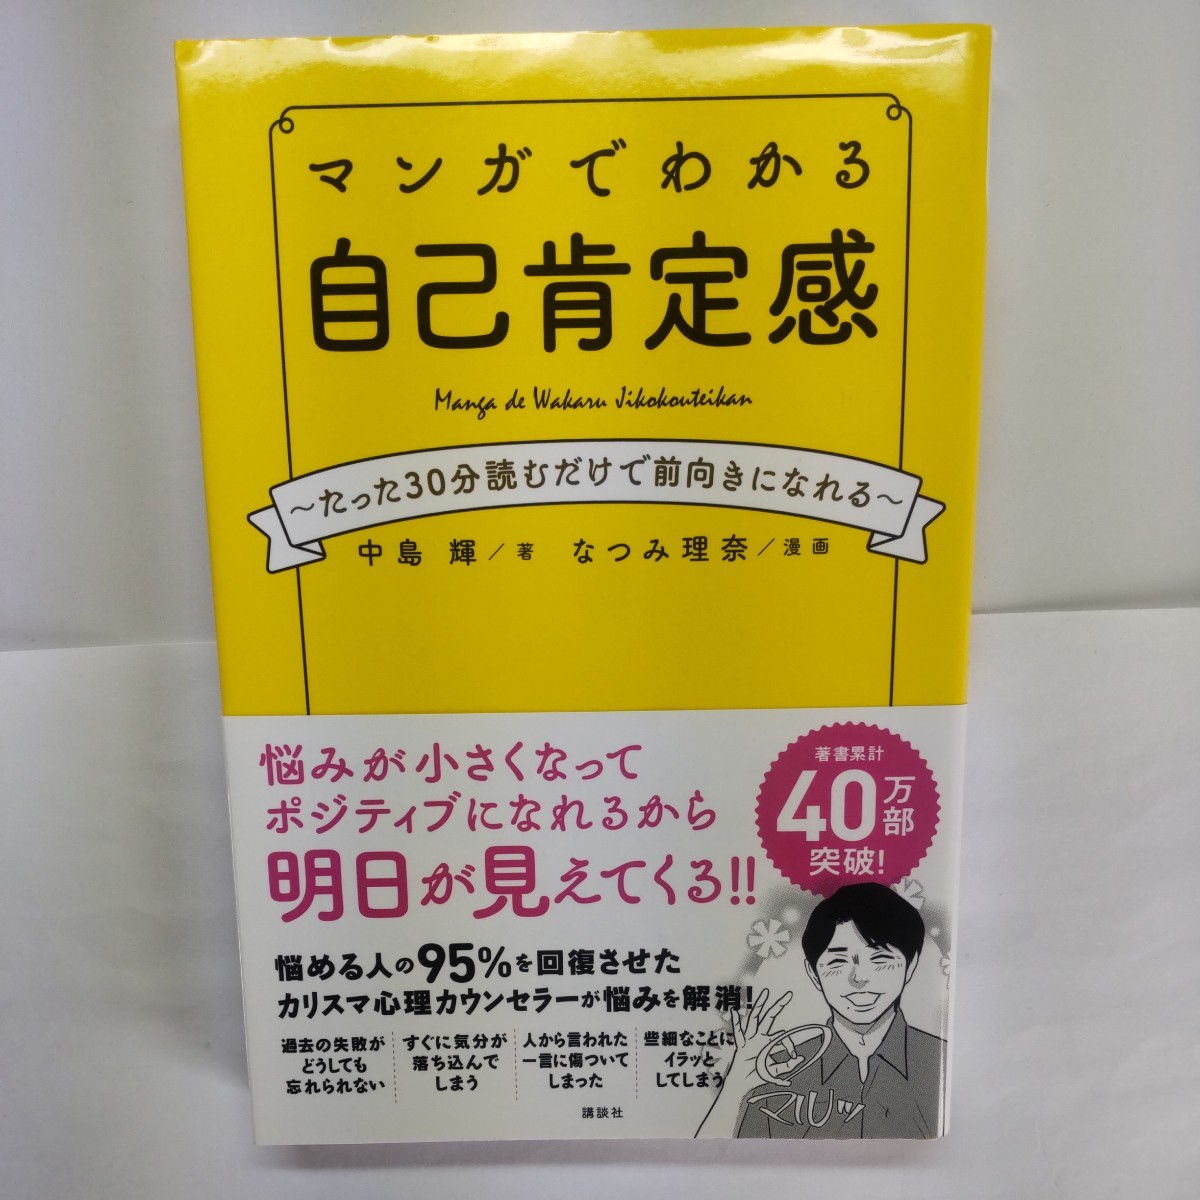 マンガでわかる
自己肯定感
Manga de Wakaru Jikokouteikan
〜たった30分読むだけで前向きになれる〜
中島 輝／著 なつみ理奈／漫画
悩みが小さくなって
ポジティブになれるから
明日が見えてくる!!
著書累計
40万部
突破!
悩める人の95%を回復させた
カリスマ心理カウンセラーが悩みを解消!
過去の失敗が
どうしても
忘れられない
すぐに気分が
落ち込んで
しまう
人から言われた
一言に傷ついて
しまった
些細なことに
イラッと
してしまう
マルッ
講談社